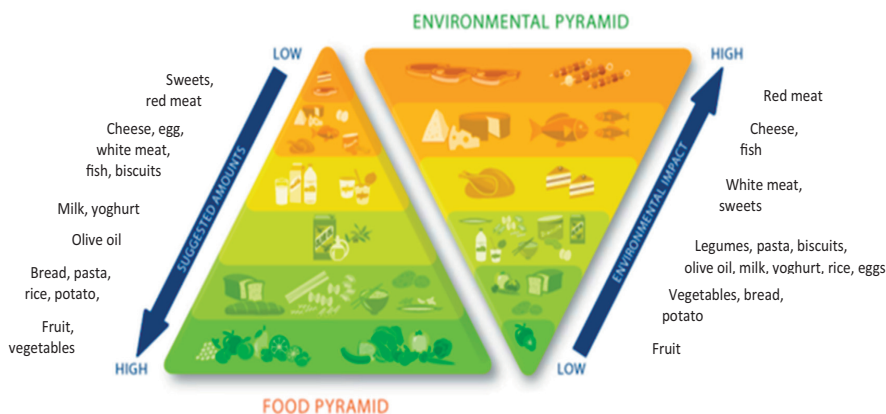 ENVIRONMENTAL PYRAMID
LOW
HIGH
Sweets,
red meat
Cheese, egg,
white meat,
fish, biscuits
Milk, yoghurt
Olive oil
Bread, pasta,
rice, potato,
Fruit,
vegetables
SUGGESTED AMOUNTS
HIGH
FOOD PYRAMID
Red meat
Cheese,
fish
White meat,
sweets
Legumes, pasta, biscuits,
olive oil, milk, yoghurt, rice, eggs
Vegetables, bread,
potato
Fruit
ENVIRONMENTAL IMPACT
LOW